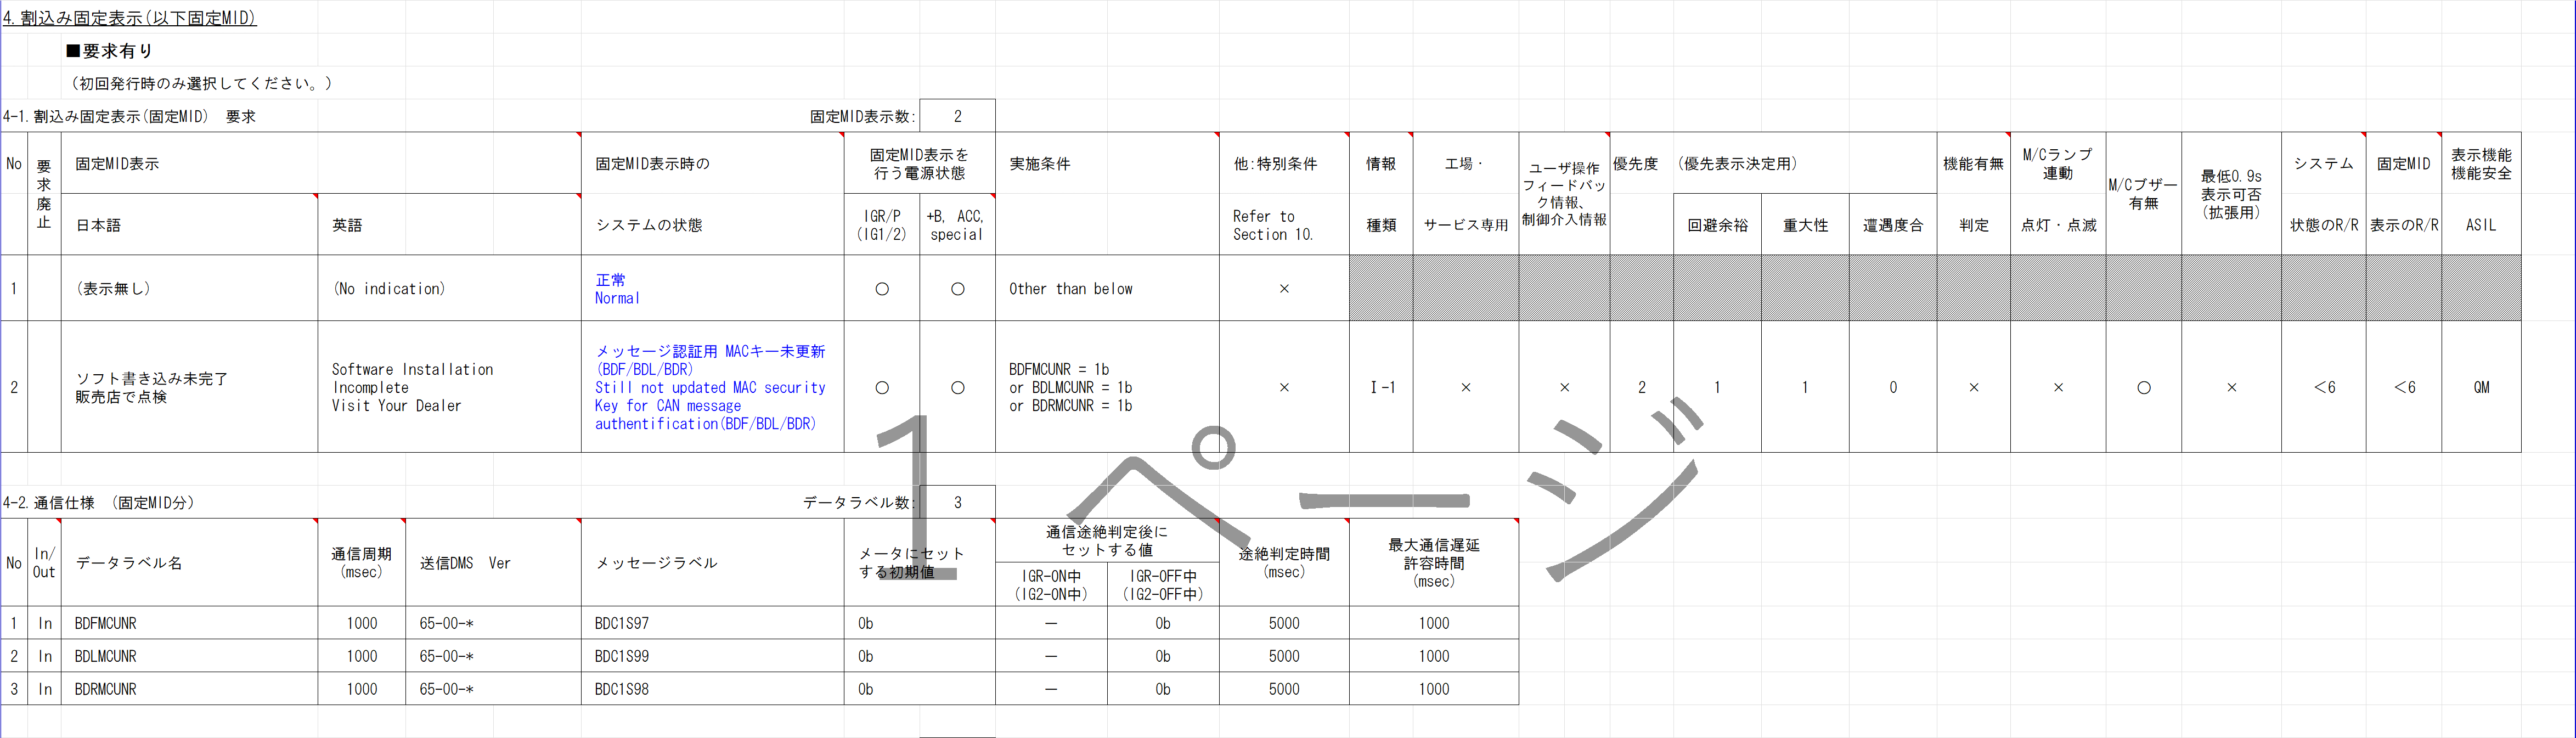 4.割込み固定表示(以下固定MID)
■要求有り
(初回発行時のみ選択してください。)
4-1.割込み固定表示(固定MID) 要求
固定MID表示数: 2
No
要求廃止
固定MID表示
日本語
英語
固定MID表示時の
システムの状態
固定MID表示を
行う電源状態
IGR/P
(IG1/2)
+B, ACC,
special
実施条件
他:特別条件
Refer to
Section 10.
情報
種類
工場・
サービス専用
ユーザ操作
フィードバッ
ク情報、
制御介入情報
優先度 (優先表示決定用)
回避余裕
重大性
遭遇度合
機能有無
判定
M/Cランプ
連動
点灯・点滅
M/Cブザー
有無
最低0.9s
表示可否
(拡張用)
システム
状態のR/R
固定MID
表示のR/R
表示機能
機能安全
ASIL
1
(表示無し)
(No indication)
正常
Normal
○
○
Other than below
×
2
ソフト書き込み未完了
販売店で点検
Software Installation
Incomplete
Visit Your Dealer
メッセージ認証用 MACキー未更新
(BDF/BDL/BDR)
Still not updated MAC security
Key for CAN message
authentification(BDF/BDL/BDR)
○
○
BDFMCUNR = 1b
or BDLMCUNR = 1b
or BDRMCUNR = 1b
×
Ⅰ-1
×
×
2
1
1
0
×
×
○
×
<6
<6
QM
1 ページ
4-2.通信仕様 (固定MID分)
データラベル数: 3
No
In/
Out
データラベル名
通信周期
(msec)
送信DMS Ver
メッセージラベル
メータにセット
する初期値
通信途絶判定後に
セットする値
IGR-ON中
(IG2-ON中)
IGR-OFF中
(IG2-OFF中)
途絶判定時間
(msec)
最大通信遅延
許容時間
(msec)
1 In BDFMCUNR 1000 65-00-* BDC1S97 0b － 0b 5000 1000
2 In BDLMCUNR 1000 65-00-* BDC1S99 0b － 0b 5000 1000
3 In BDRMCUNR 1000 65-00-* BDC1S98 0b － 0b 5000 1000